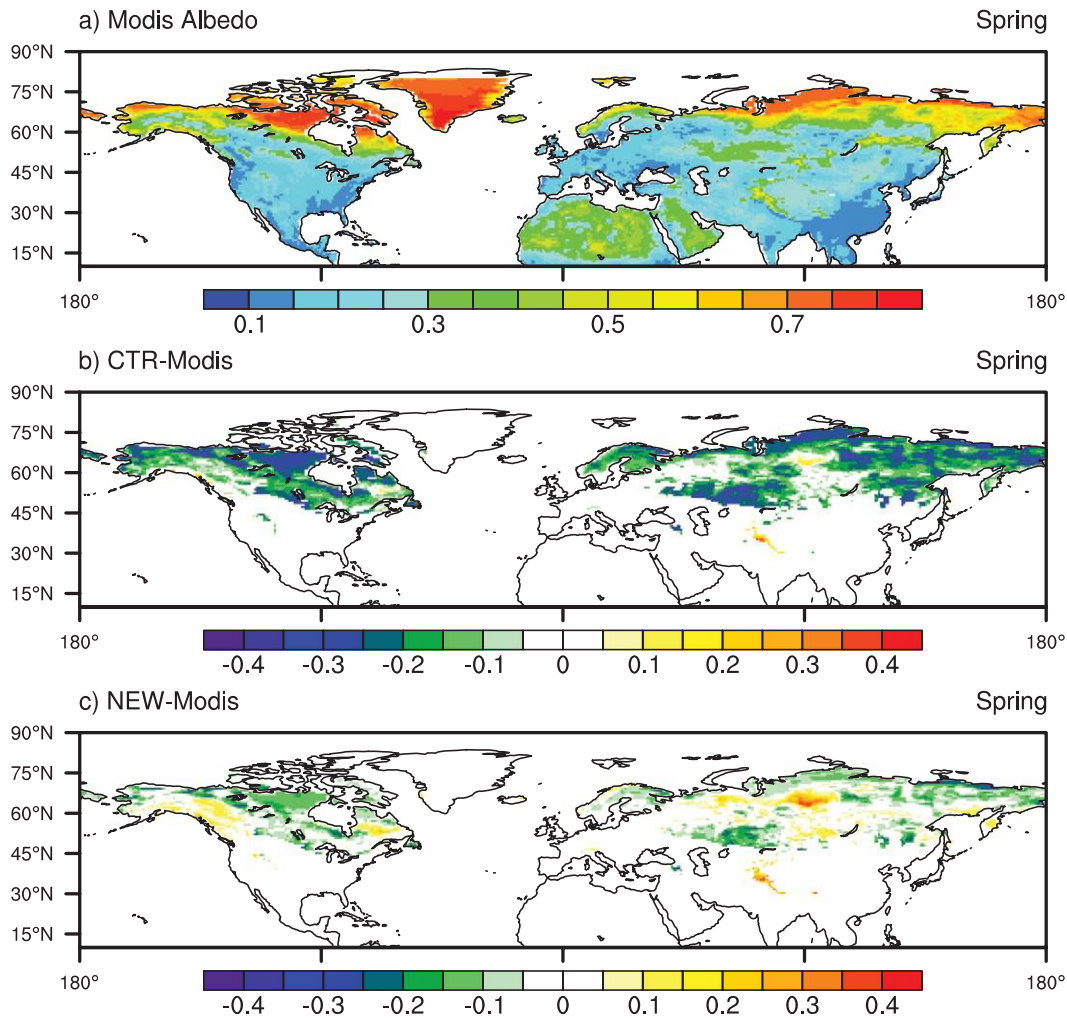 a) Modis Albedo Spring
90°N
75°N
60°N
45°N
30°N
15°N
180° 180°
0.1 0.3 0.5 0.7
b) CTR-Modis Spring
90°N
75°N
60°N
45°N
30°N
15°N
180° 180°
-0.4 -0.3 -0.2 -0.1 0 0.1 0.2 0.3 0.4
c) NEW-Modis Spring
90°N
75°N
60°N
45°N
30°N
15°N
180° 180°
-0.4 -0.3 -0.2 -0.1 0 0.1 0.2 0.3 0.4